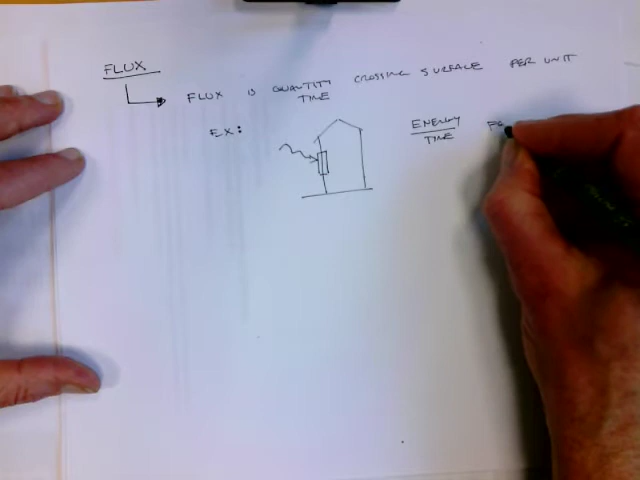 FLUX
FLUX IS QUANTITY CROSSING SURFACE PER UNIT
TIME
EX: ENERGY
TIME